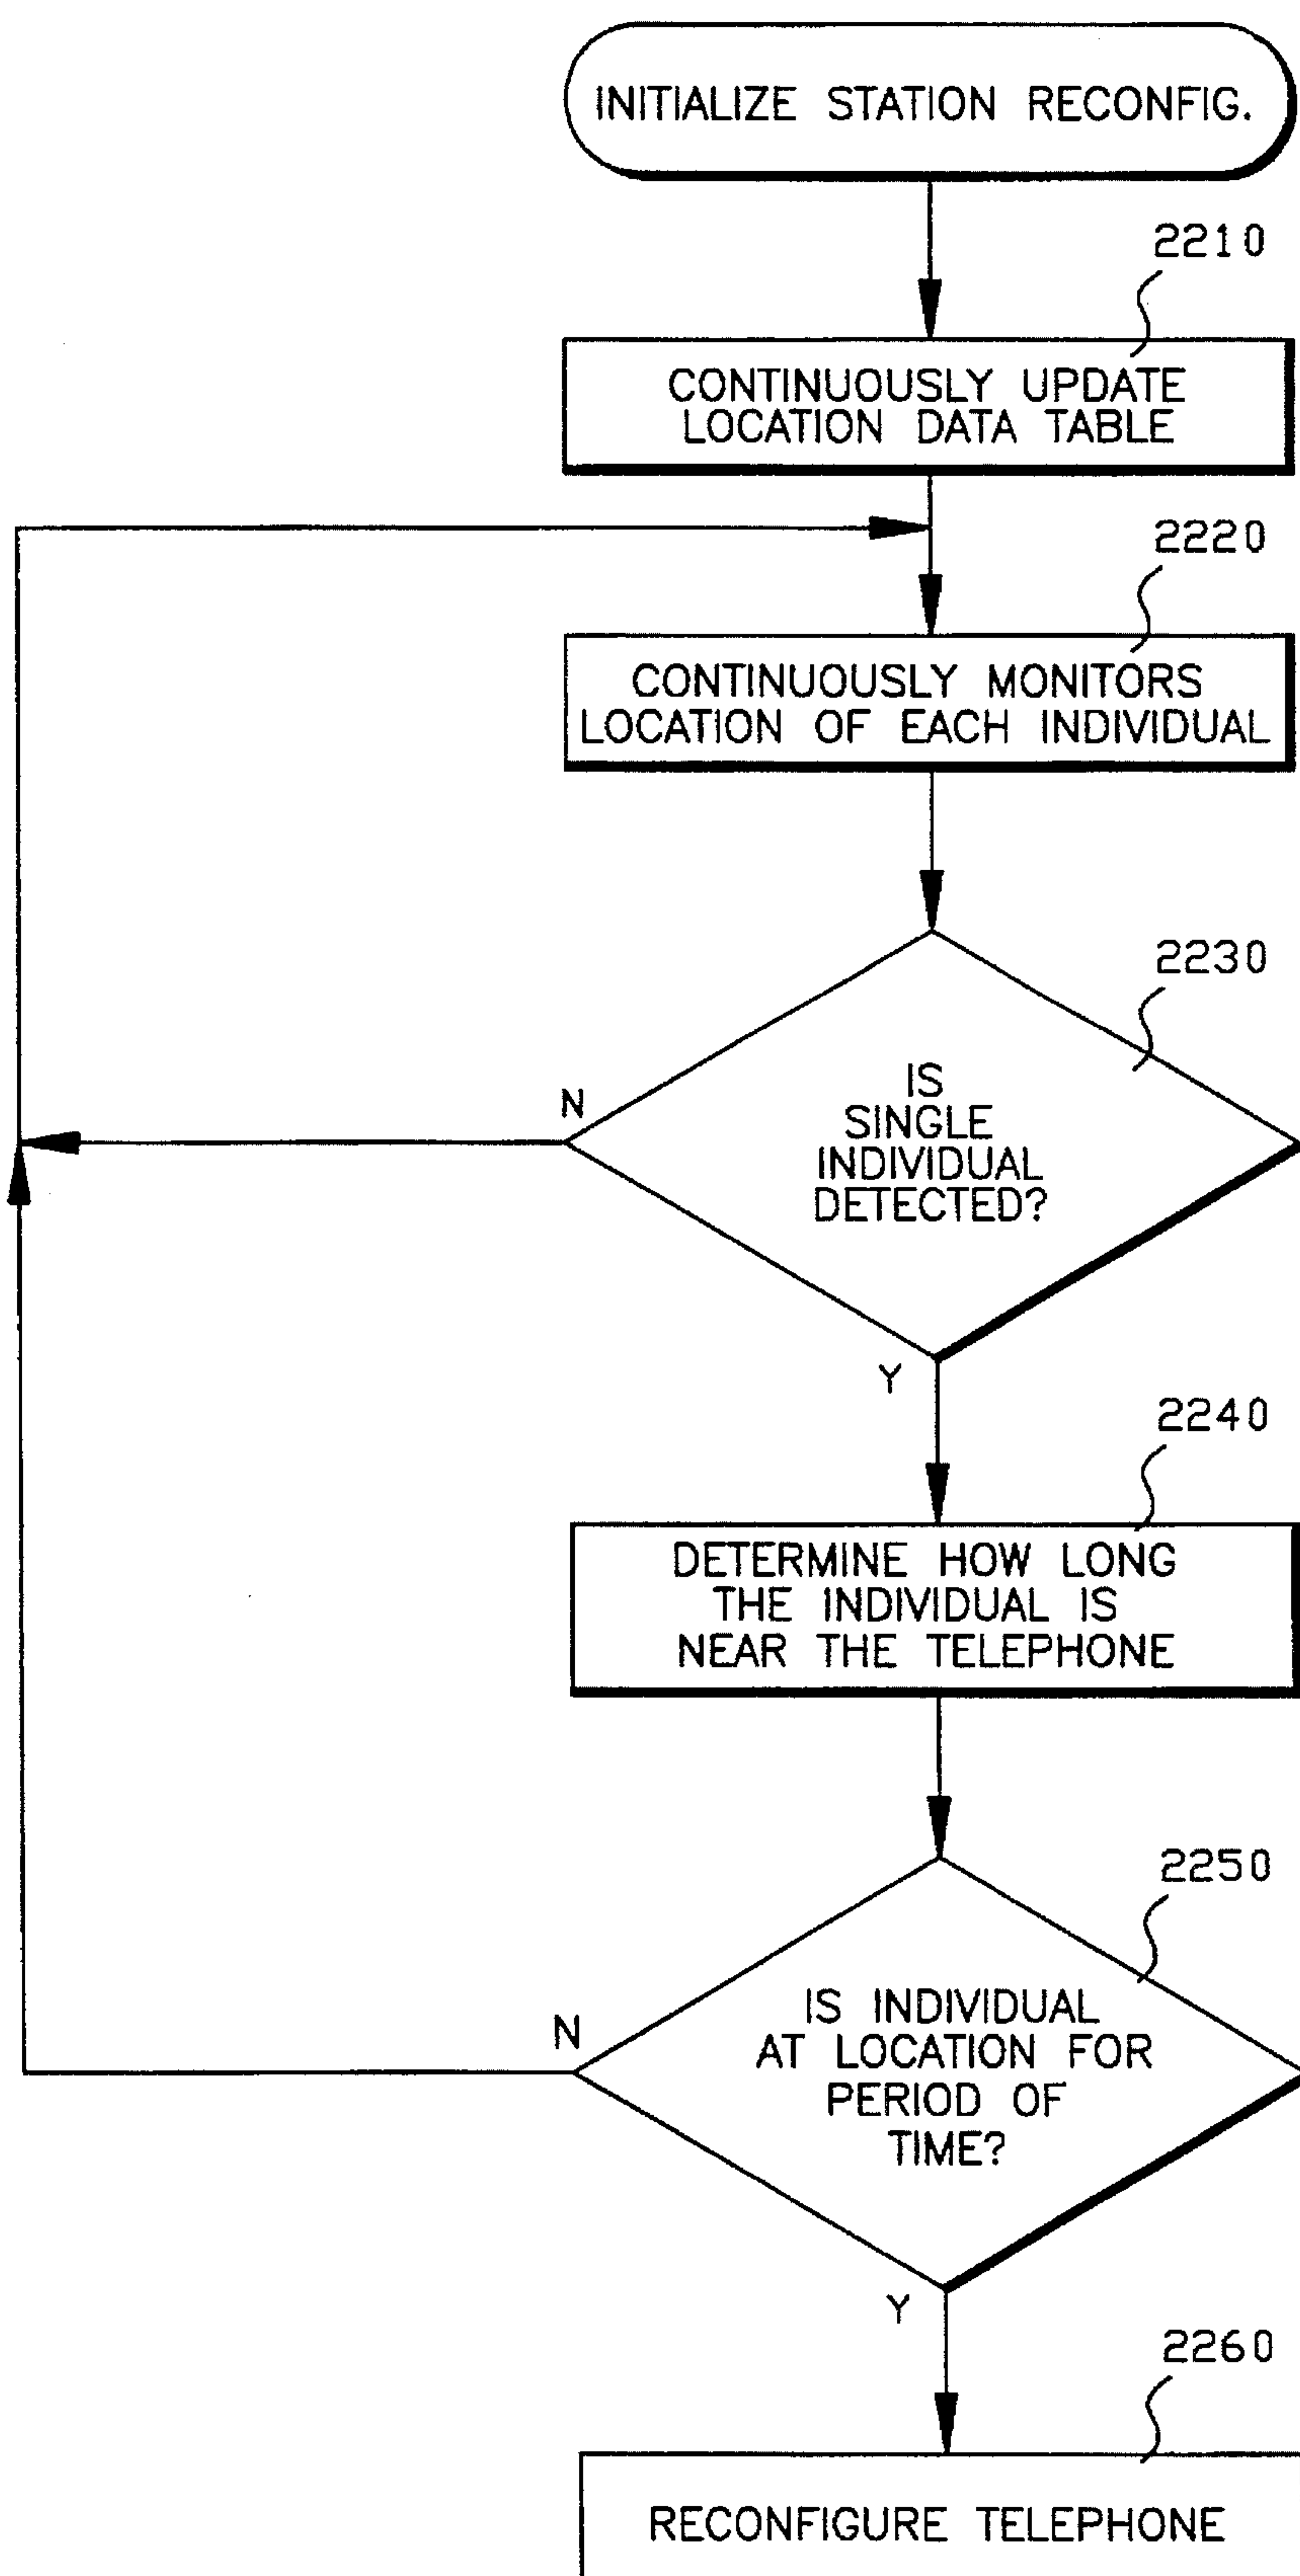 INITIALIZE STATION RECONFIG.
2210
CONTINUOUSLY UPDATE
LOCATION DATA TABLE
2220
CONTINUOUSLY MONITORS
LOCATION OF EACH INDIVIDUAL
2230
IS
SINGLE
INDIVIDUAL
DETECTED?
N
Y
2240
DETERMINE HOW LONG
THE INDIVIDUAL IS
NEAR THE TELEPHONE
2250
IS INDIVIDUAL
AT LOCATION FOR
PERIOD OF
TIME?
N
Y
2260
RECONFIGURE TELEPHONE